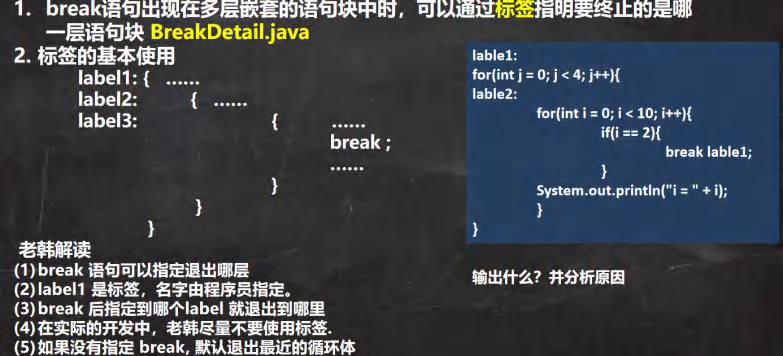 1. break语句出现在多层嵌套的语句块中时，可以通过标签指明要终止的是哪
一层语句块 BreakDetail.java
2. 标签的基本使用
label1: { ......
label2: { ......
label3: { ......
break ;
......
}
}
}
老韩解读
(1)break 语句可以指定退出哪层
(2)label1 是标签，名字由程序员指定。
(3)break 后指定到哪个label 就退出到哪里
(4)在实际的开发中，老韩尽量不要使用标签.
(5)如果没有指定 break, 默认退出最近的循环体
lable1:
for(int j = 0; j < 4; j++){
lable2:
for(int i = 0; i < 10; i++){
if(i == 2){
break lable1;
}
System.out.println("i = " + i);
}
}
输出什么？并分析原因